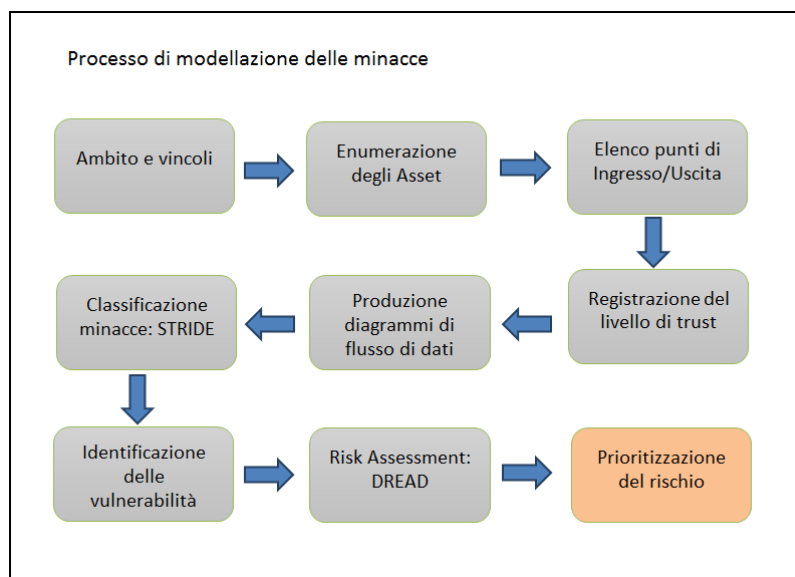 Processo di modellazione delle minacce
Ambito e vincoli
Enumerazione
degli Asset
Elenco punti di
Ingresso/Uscita
Registrazione del
livello di trust
Produzione
diagrammi di
flusso di dati
Classificazione
minacce: STRIDE
Identificazione
delle
vulnerabilità
Risk Assessment:
DREAD
Prioritizzazione
del rischio